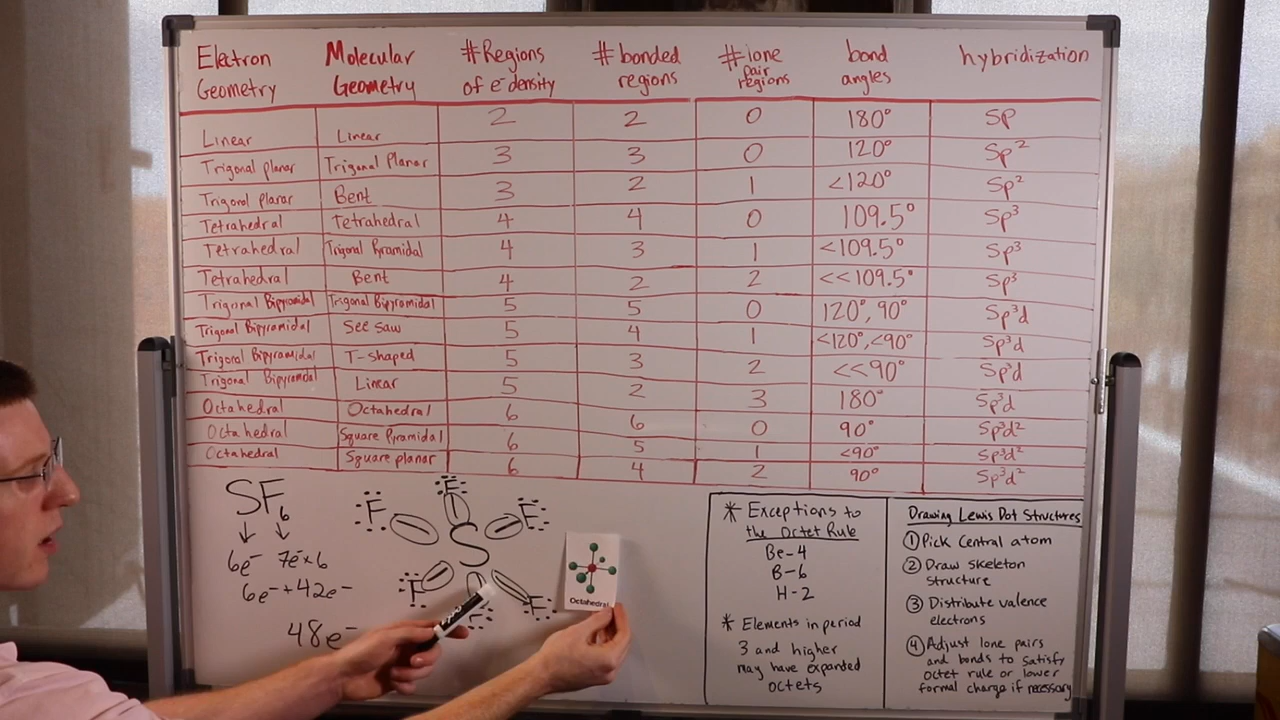 Electron Geometry | Molecular Geometry | # Regions of e⁻ density | # bonded regions | # lone pair regions | bond angles | hybridization
Linear | Linear | 2 | 2 | 0 | 180° | Sp
Trigonal planar | Trigonal Planar | 3 | 3 | 0 | 120° | Sp²
Trigonal planar | Bent | 3 | 2 | 1 | <120° | Sp²
Tetrahedral | Tetrahedral | 4 | 4 | 0 | 109.5° | Sp³
Tetrahedral | Trigonal Pyramidal | 4 | 3 | 1 | <109.5° | Sp³
Tetrahedral | Bent | 4 | 2 | 2 | <<109.5° | Sp³
Trigonal Bipyramidal | Trigonal Bipyramidal | 5 | 5 | 0 | 120°, 90° | Sp³d
Trigonal Bipyramidal | See saw | 5 | 4 | 1 | <120°, <90° | Sp³d
Trigonal Bipyramidal | T-shaped | 5 | 3 | 2 | <<90° | Sp³d
Trigonal Bipyramidal | Linear | 5 | 2 | 3 | 180° | Sp³d
Octahedral | Octahedral | 6 | 6 | 0 | 90° | Sp³d²
Octahedral | Square Pyramidal | 6 | 5 | 1 | <90° | Sp³d²
Octahedral | Square planar | 6 | 4 | 2 | 90° | Sp³d²
SF₆
6e⁻ 7e⁻x6
6e⁻+42e⁻
48e⁻
F
F F
S
F F
F
Octahedral
* Exceptions to
the Octet Rule
Be-4
B-6
H-2
* Elements in period
3 and higher
may have expanded
octets
Drawing Lewis Dot Structures
① Pick Central atom
② Draw skeleton
structure
③ Distribute valence
electrons
④ Adjust lone pairs
and bonds to satisfy
octet rule or lower
formal charge if necessary